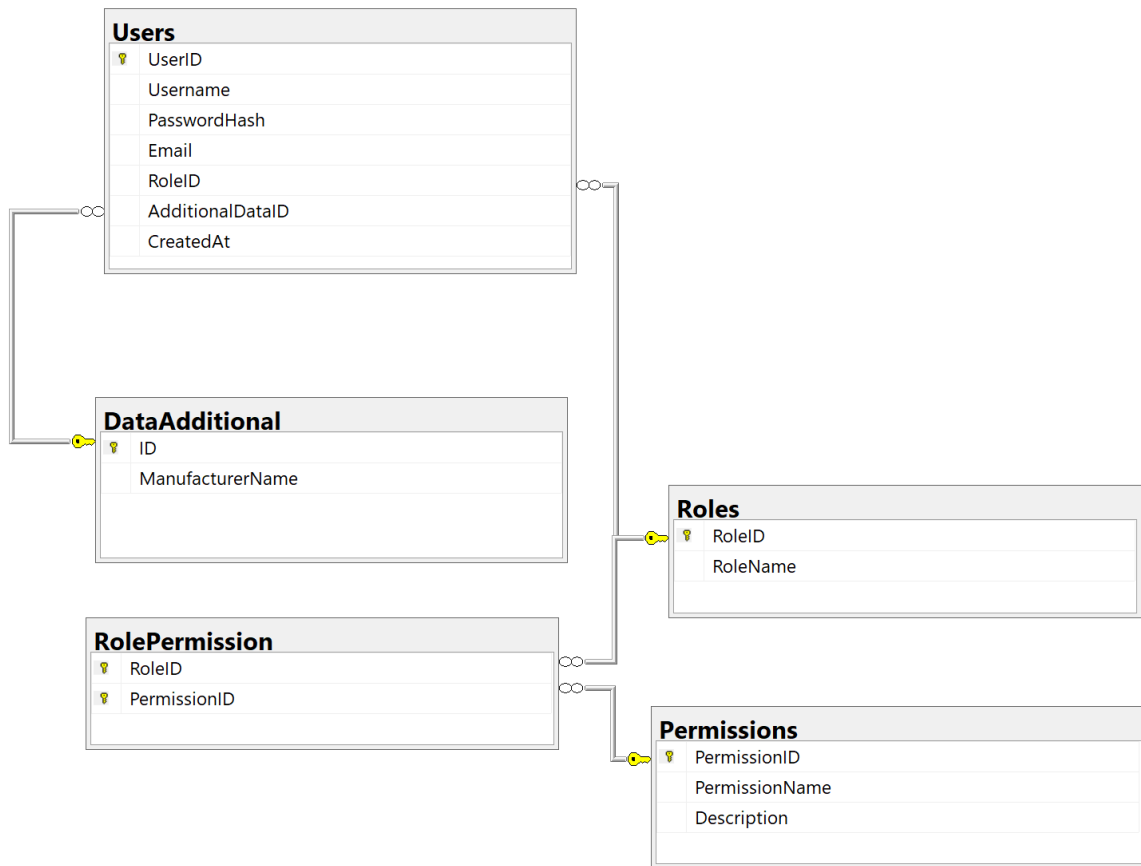 Users
UserID
Username
PasswordHash
Email
RoleID
AdditionalDataID
CreatedAt
DataAdditional
ID
ManufacturerName
Roles
RoleID
RoleName
RolePermission
RoleID
PermissionID
Permissions
PermissionID
PermissionName
Description